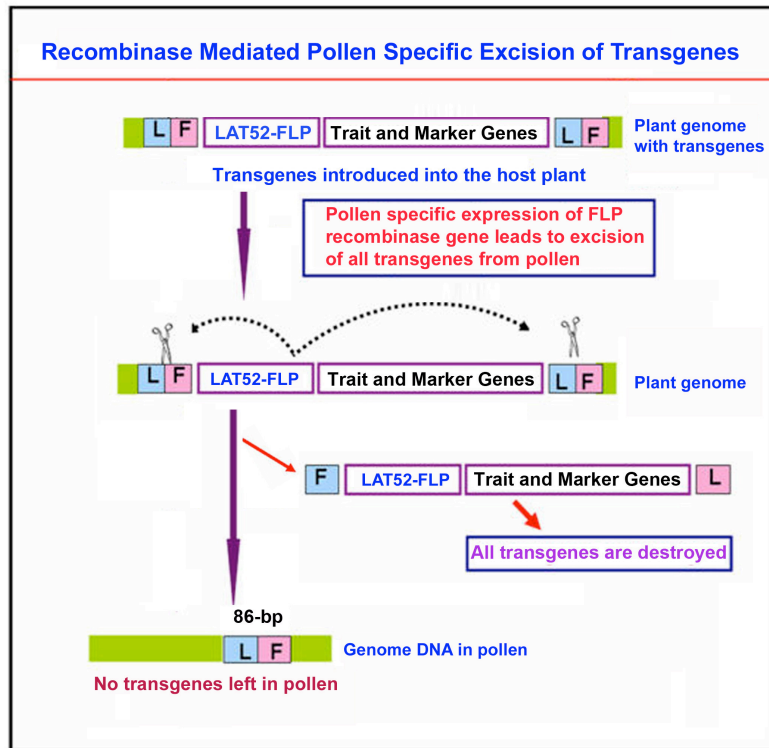 Recombinase Mediated Pollen Specific Excision of Transgenes
L F LAT52-FLP Trait and Marker Genes L F
Plant genome
with transgenes
Transgenes introduced into the host plant
Pollen specific expression of FLP
recombinase gene leads to excision
of all transgenes from pollen
L F LAT52-FLP Trait and Marker Genes L F
Plant genome
F LAT52-FLP Trait and Marker Genes L
All transgenes are destroyed
86-bp
L F
Genome DNA in pollen
No transgenes left in pollen